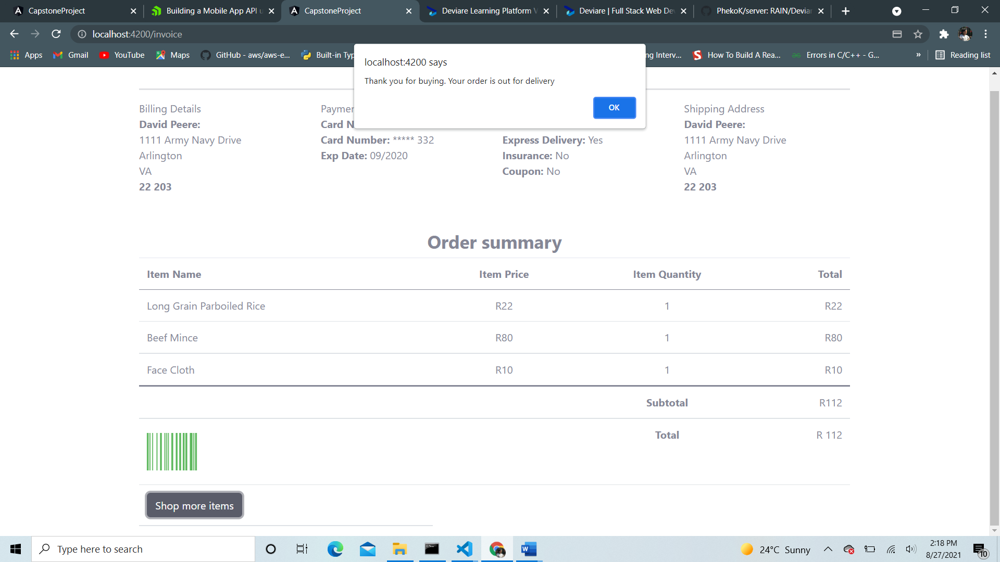 CapstoneProject
Building a Mobile App API u
CapstoneProject
Deviare Learning Platform V
Deviare | Full Stack Web De
PhekoK/server: RAIN/Devia
localhost:4200/invoice
Apps
Gmail
YouTube
Maps
GitHub - aws/aws-e...
Built-in Typ
ng Interv...
How To Build A Rea...
Errors in C/C++ - G...
»
Reading list
localhost:4200 says
Thank you for buying. Your order is out for delivery
OK
Billing Details
David Peere:
1111 Army Navy Drive
Arlington
VA
22 203
Paymen
Card N
Card Number: ***** 332
Exp Date: 09/2020
Express Delivery: Yes
Insurance: No
Coupon: No
Shipping Address
David Peere:
1111 Army Navy Drive
Arlington
VA
22 203
Order summary
Item Name Item Price Item Quantity Total
Long Grain Parboiled Rice R22 1 R22
Beef Mince R80 1 R80
Face Cloth R10 1 R10
Subtotal R112
Total R 112
Shop more items
Type here to search
24°C Sunny
2:18 PM
8/27/2021
10